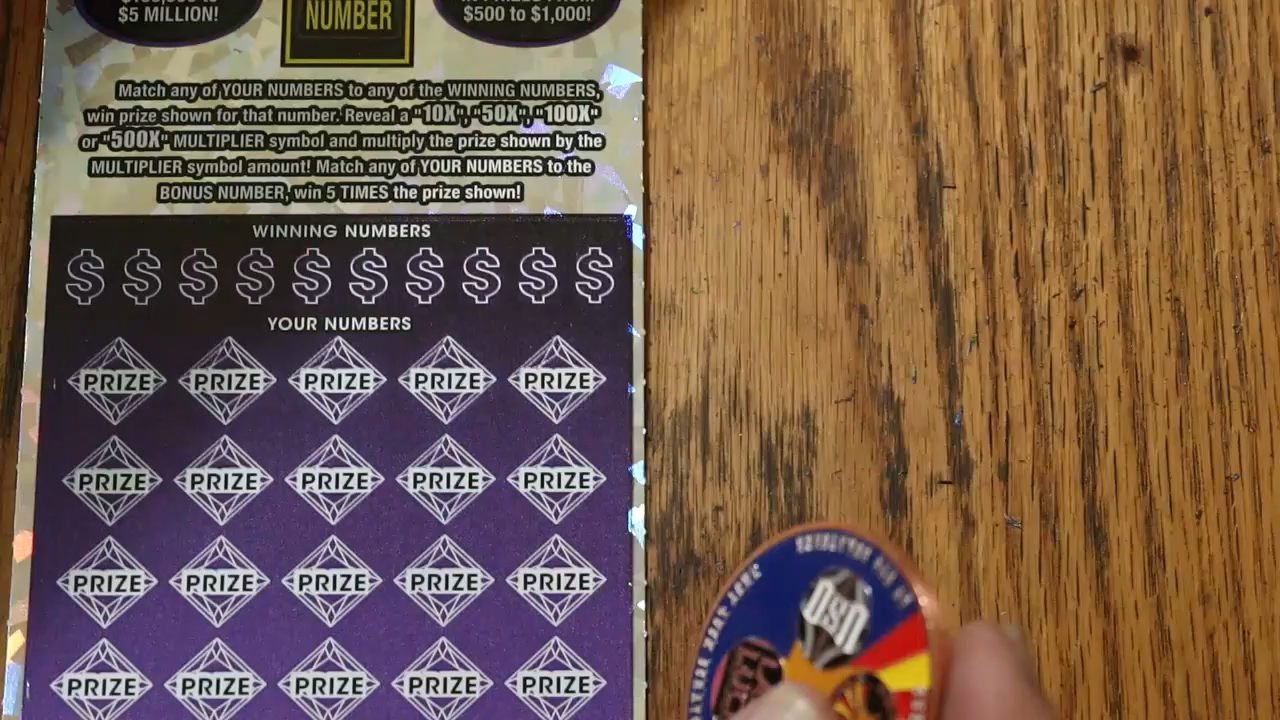 $5 MILLION!
NUMBER
$500 to $1,000!
Match any of YOUR NUMBERS to any of the WINNING NUMBERS,
win prize shown for that number. Reveal a "10X", "50X", "100X"
or "500X" MULTIPLIER symbol and multiply the prize shown by the
MULTIPLIER symbol amount! Match any of YOUR NUMBERS to the
BONUS NUMBER, win 5 TIMES the prize shown!
WINNING NUMBERS
$ $ $ $ $ $ $ $ $ $
YOUR NUMBERS
PRIZE PRIZE PRIZE PRIZE PRIZE
PRIZE PRIZE PRIZE PRIZE PRIZE
PRIZE PRIZE PRIZE PRIZE PRIZE
PRIZE PRIZE PRIZE PRIZE PRIZE